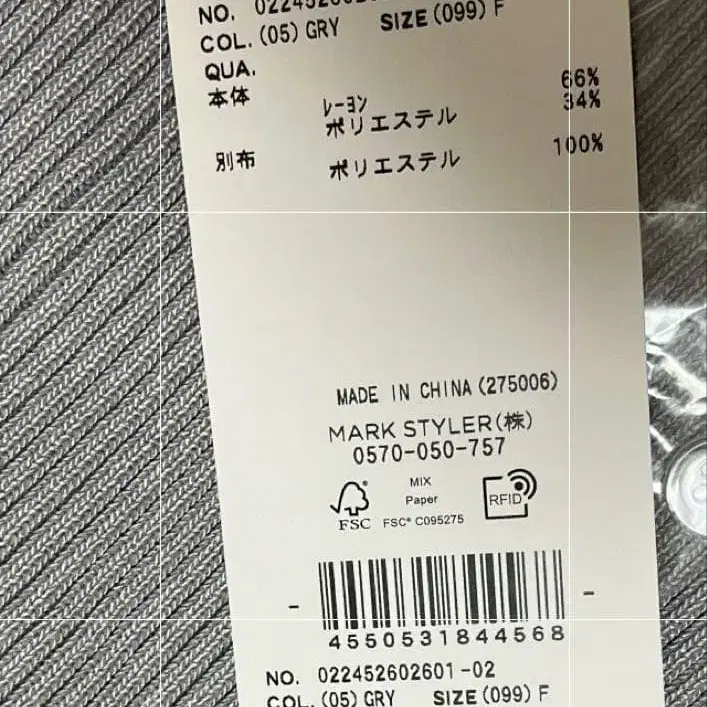 NO. 022452602601
COL. (05) GRY SIZE (099) F
QUA.
本体 レーヨン 66%
ポリエステル 34%
別布 ポリエステル 100%
MADE IN CHINA (275006)
MARK STYLER(株)
0570-050-757
FSC
MIX
Paper
FSC® C095275
RFID
4550531844568
NO. 022452602601-02
COL. (05) GRY SIZE (099) F